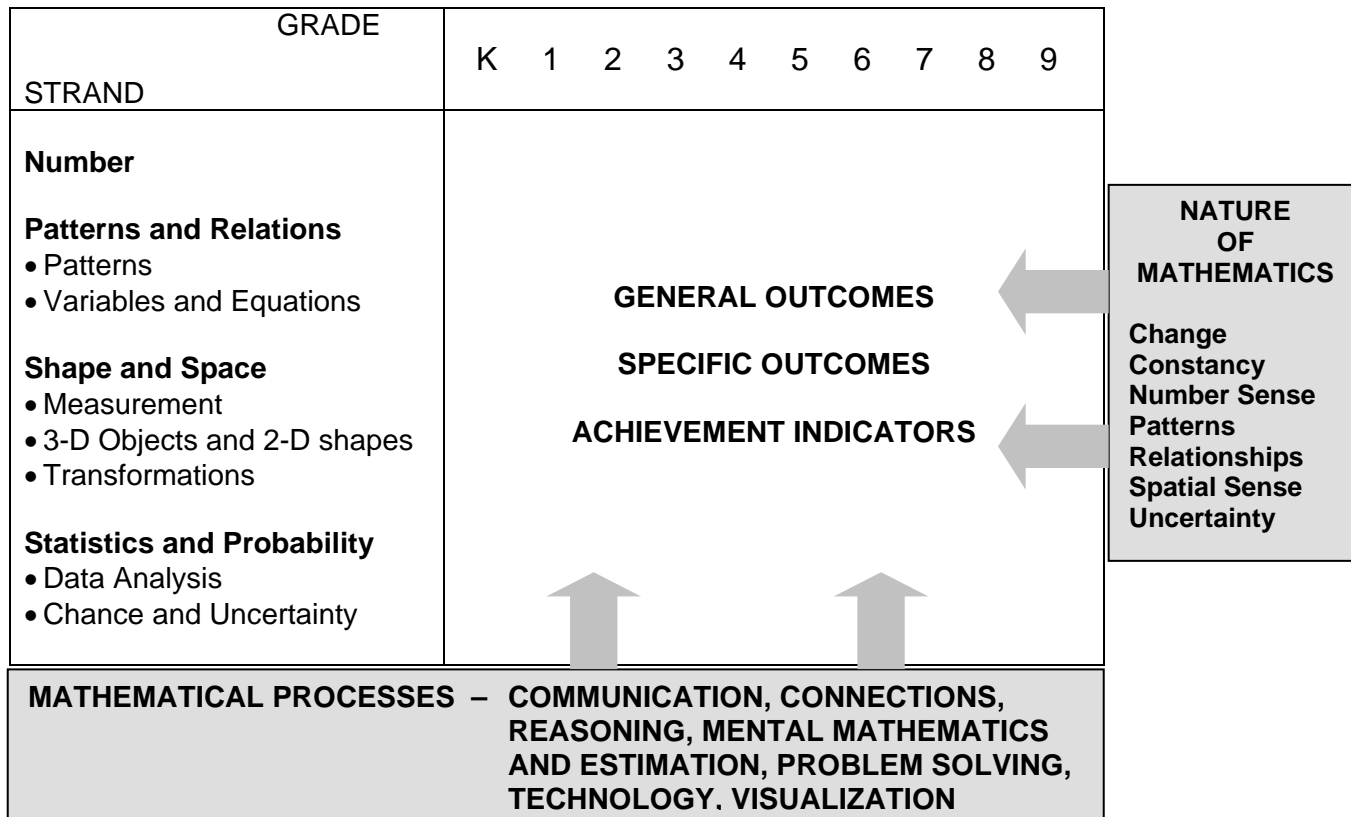 GRADE
K 1 2 3 4 5 6 7 8 9
STRAND
Number
Patterns and Relations
• Patterns
• Variables and Equations
Shape and Space
• Measurement
• 3-D Objects and 2-D shapes
• Transformations
Statistics and Probability
• Data Analysis
• Chance and Uncertainty
GENERAL OUTCOMES
SPECIFIC OUTCOMES
ACHIEVEMENT INDICATORS
NATURE
OF
MATHEMATICS
Change
Constancy
Number Sense
Patterns
Relationships
Spatial Sense
Uncertainty
MATHEMATICAL PROCESSES – COMMUNICATION, CONNECTIONS,
REASONING, MENTAL MATHEMATICS
AND ESTIMATION, PROBLEM SOLVING,
TECHNOLOGY, VISUALIZATION